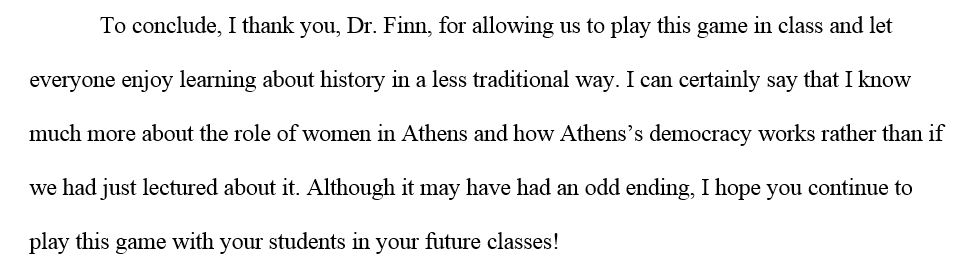 To conclude, I thank you, Dr. Finn, for allowing us to play this game in class and let
everyone enjoy learning about history in a less traditional way. I can certainly say that I know
much more about the role of women in Athens and how Athens’s democracy works rather than if
we had just lectured about it. Although it may have had an odd ending, I hope you continue to
play this game with your students in your future classes!